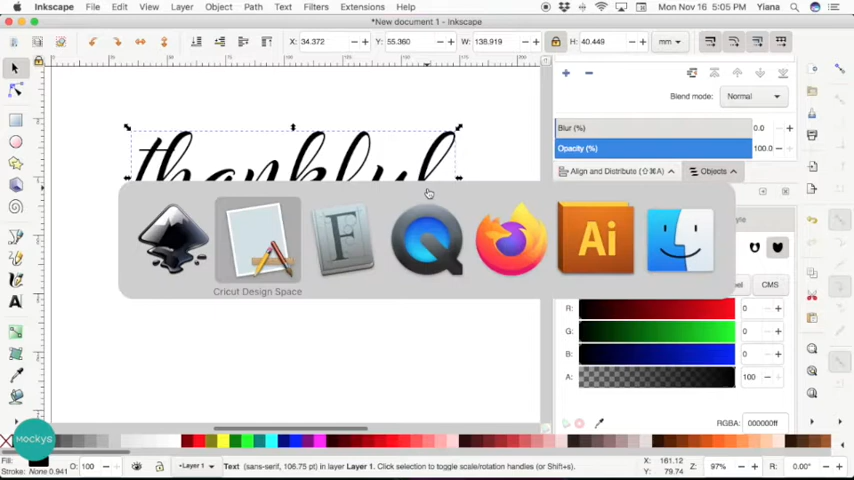 Inkscape File Edit View Layer Object Path Text Filters Extensions Help Mon Nov 16 5:05 PM Yiana
*New document 1 - Inkscape
X: 34.372 Y: 55.360 W: 138.919 H: 40.449 mm
Blend mode: Normal
Blur (%) 0.0
Opacity (%) 100.0
Align and Distribute (⇧⌘A) Objects
thankful
F Ai
Cricut Design Space
CMS
R: 0
G: 0
B: 0
A: 100
RGBA: 000000ff
MOCKYS
Fill:
Stroke: None 0.941
O: 100
Layer 1
Text (sans-serif, 106.75 pt) in layer Layer 1. Click selection to toggle scale/rotation handles (or Shift+s).
X: 161.12
Y: 79.74
Z: 97%
R: 0.00°